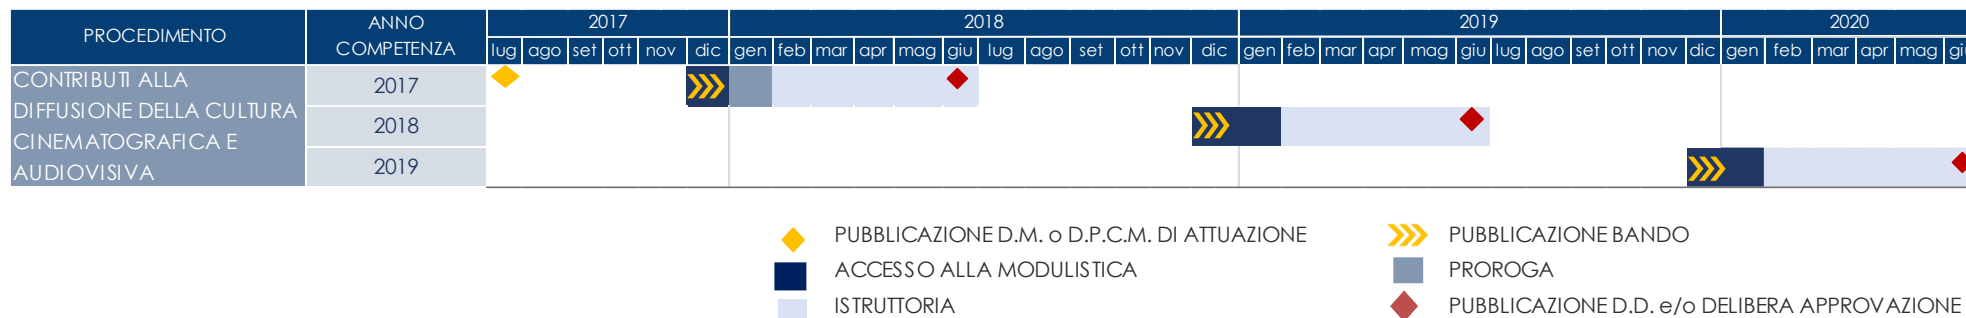 PROCEDIMENTO
ANNO
COMPETENZA
2017 2018 2019 2020
lug ago set ott nov dic gen feb mar apr mag giu lug ago set ott nov dic gen feb mar apr mag giu lug ago set ott nov dic gen feb mar apr mag giu
CONTRIBUTI ALLA
DIFFUSIONE DELLA CULTURA
CINEMATOGRAFICA E
AUDIOVISIVA
2017
2018
2019
PUBBLICAZIONE D.M. o D.P.C.M. DI ATTUAZIONE
PUBBLICAZIONE BANDO
ACCESSO ALLA MODULISTICA
PROROGA
ISTRUTTORIA
PUBBLICAZIONE D.D. e/o DELIBERA APPROVAZIONE